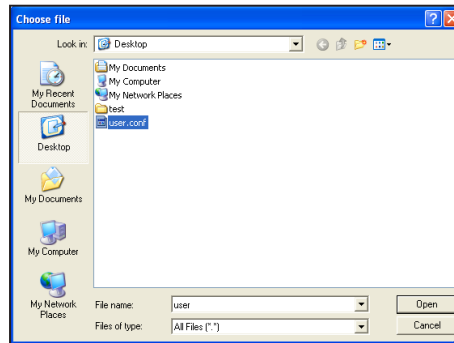 Choose file
Look in: Desktop
My Recent
Documents
Desktop
My Documents
My Computer
My Network
Places
My Documents
My Computer
My Network Places
test
user.conf
File name: user Open
Files of type: All Files (*.*) Cancel